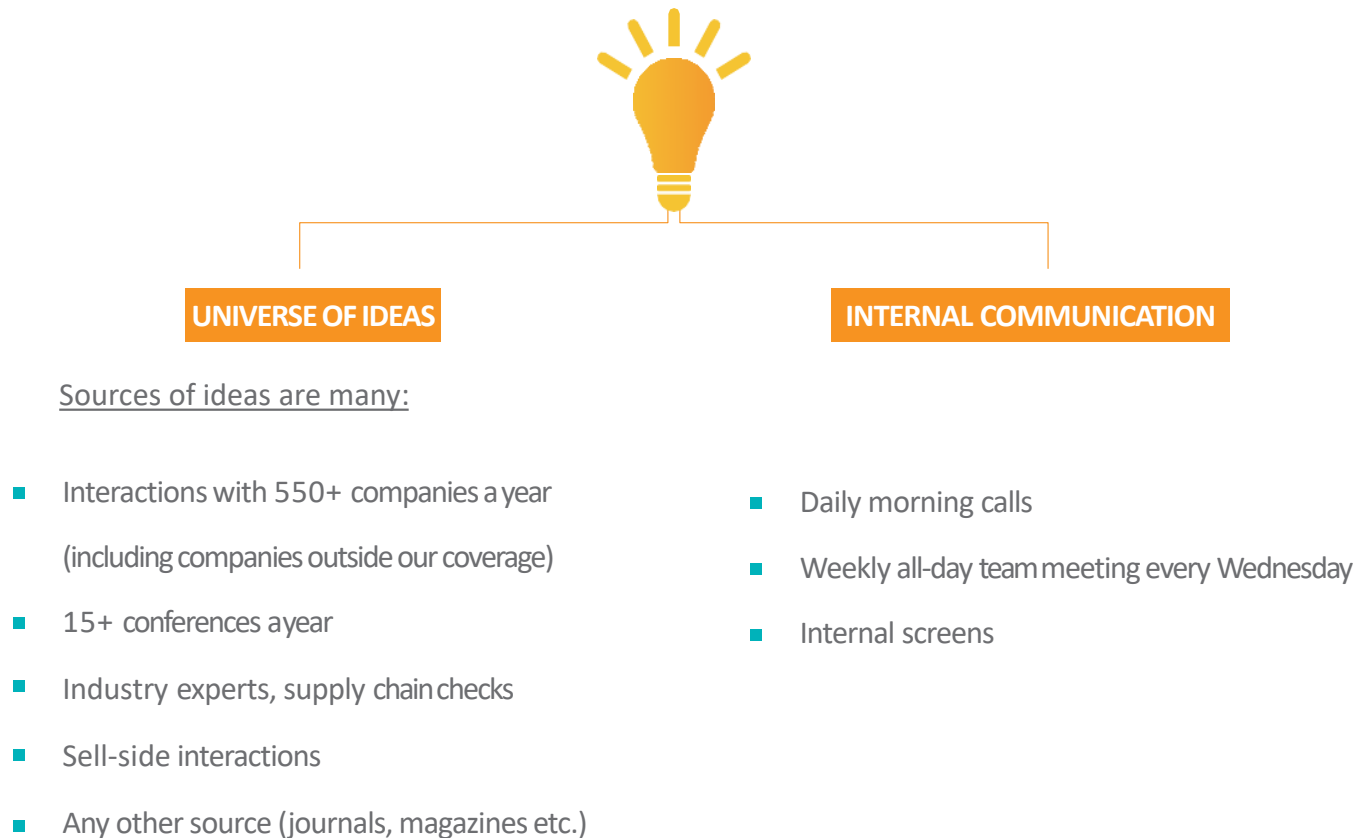 UNIVERSE OF IDEAS
Sources of ideas are many:
Interactions with 550+ companies a year
(including companies outside our coverage)
15+ conferences ayear
Industry experts, supply chain checks
Sell-side interactions
Any other source (journals, magazines etc.)
INTERNAL COMMUNICATION
Daily morning calls
Weekly all-day team meeting every Wednesday
Internal screens